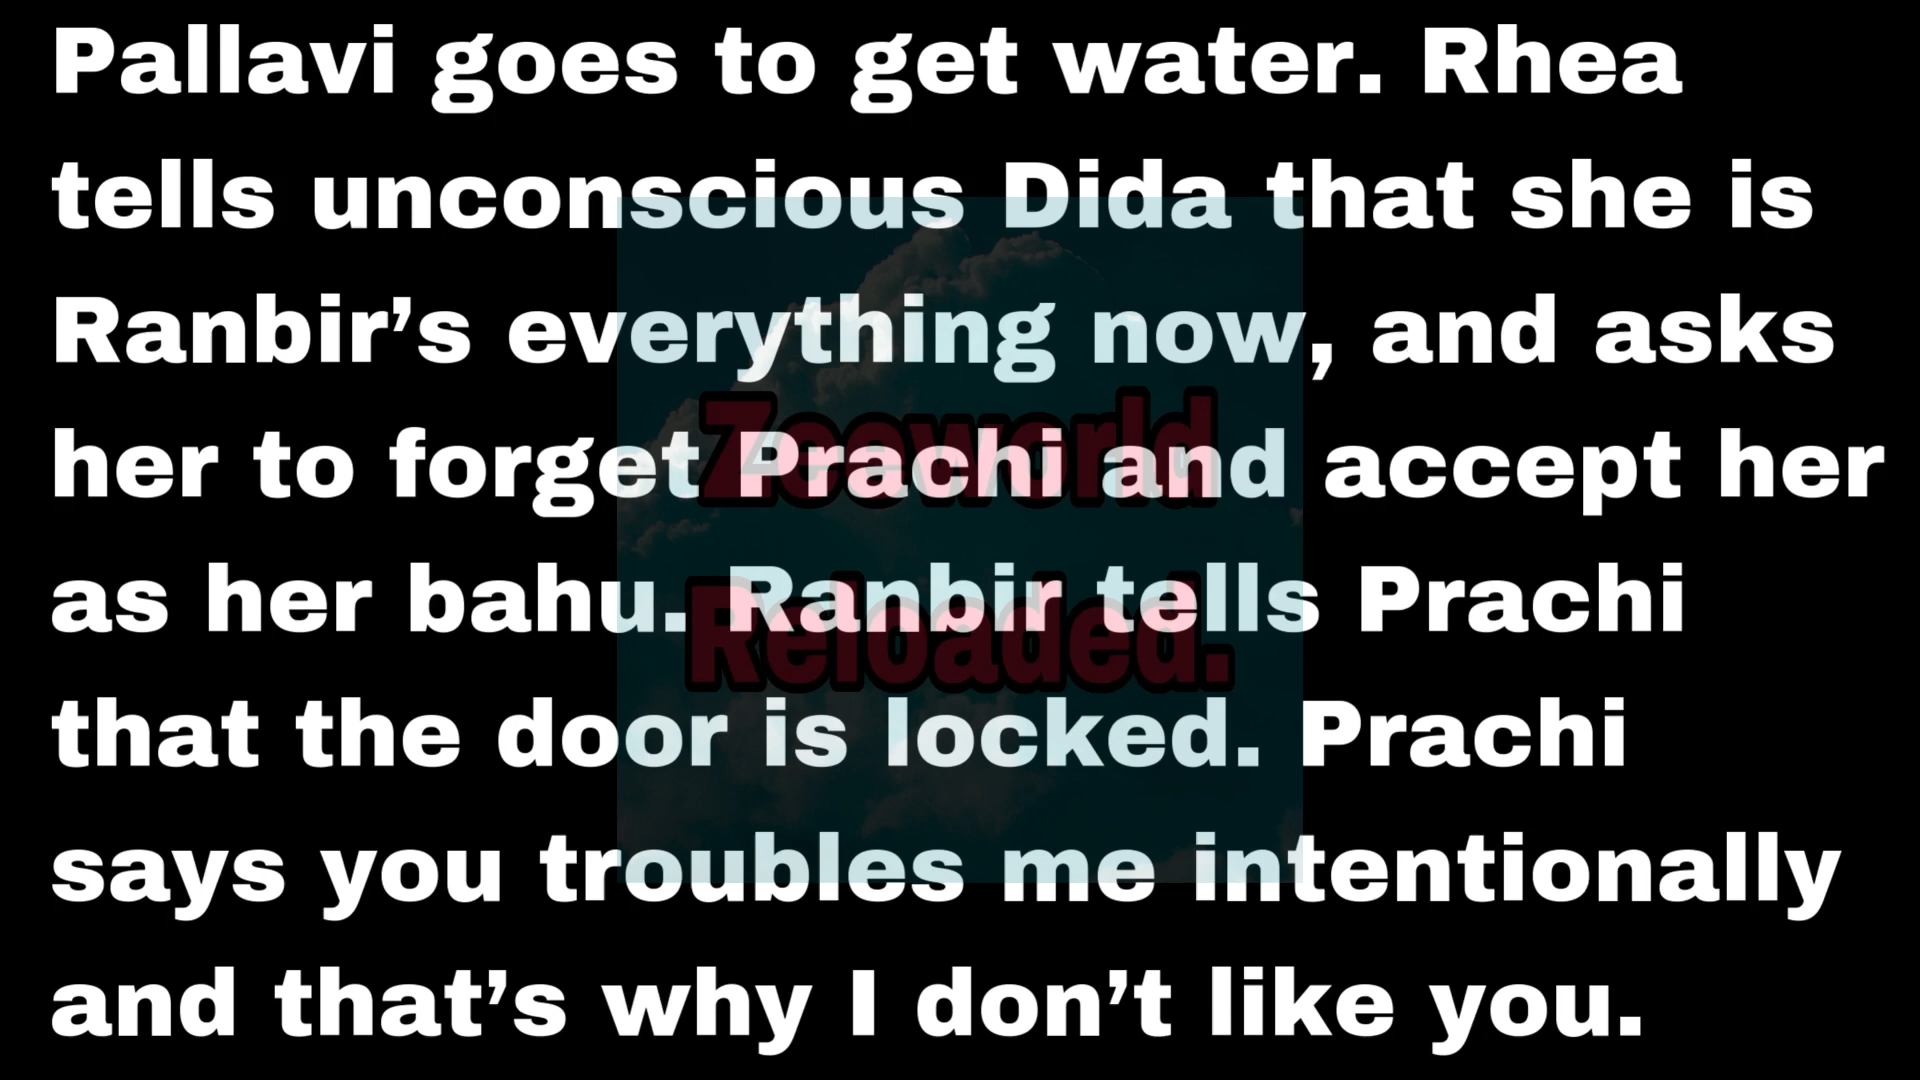 Pallavi goes to get water. Rhea
tells unconscious Dida that she is
Ranbir’s everything now, and asks
her to forget Prachi and accept her
as her bahu. Ranbir tells Prachi
that the door is locked. Prachi
says you troubles me intentionally
and that’s why I don’t like you.
Zeeworld
Reloaded.